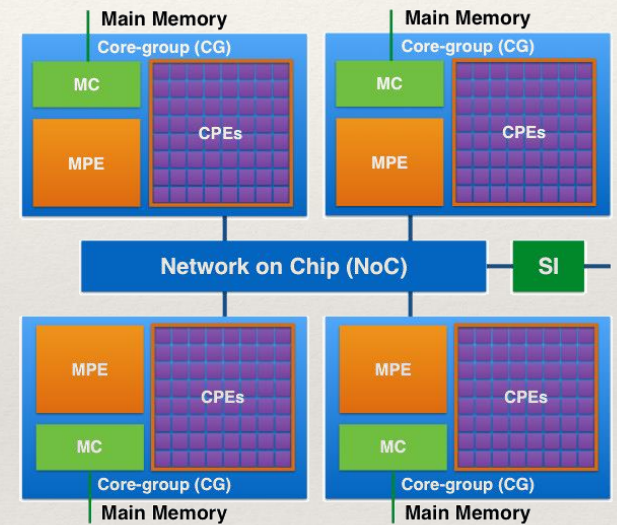 Main Memory
Core-group (CG)
MC
MPE
CPEs
Main Memory
Core-group (CG)
MC
MPE
CPEs
Network on Chip (NoC)
SI
MPE
CPEs
MC
Core-group (CG)
Main Memory
MPE
CPEs
MC
Core-group (CG)
Main Memory